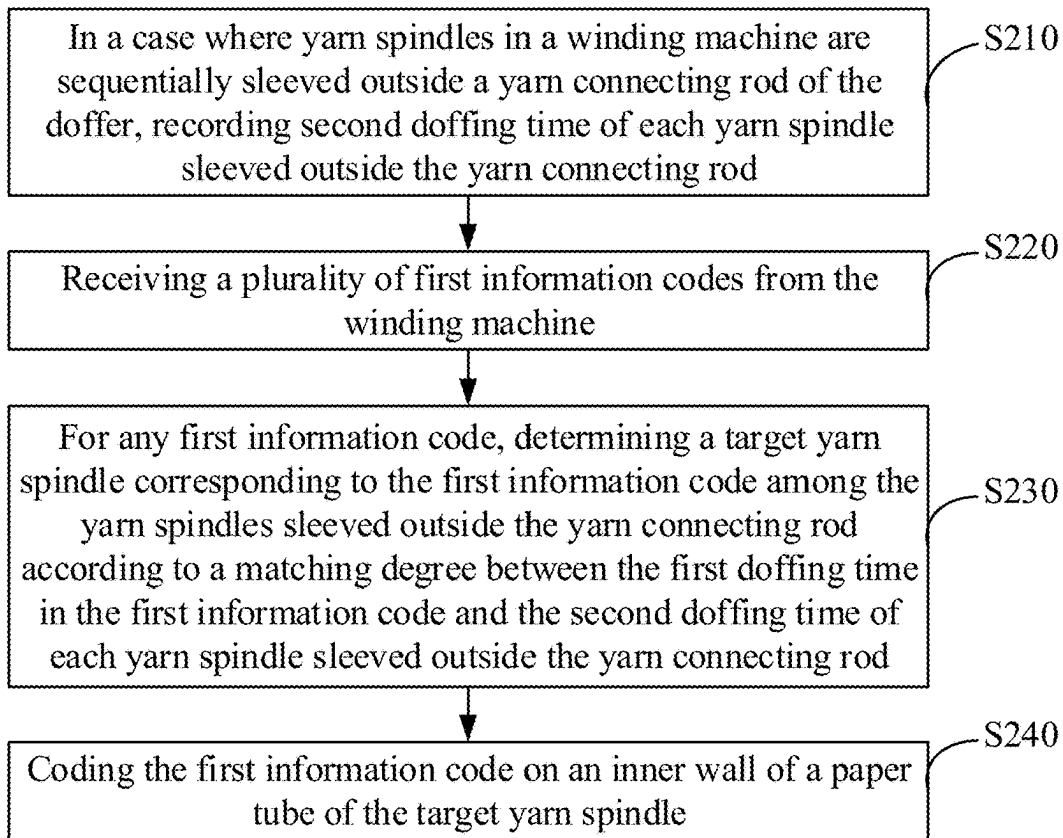 In a case where yarn spindles in a winding machine are
sequentially sleeved outside a yarn connecting rod of the
doffer, recording second doffing time of each yarn spindle
sleeved outside the yarn connecting rod
S210
Receiving a plurality of first information codes from the
winding machine
S220
For any first information code, determining a target yarn
spindle corresponding to the first information code among the
yarn spindles sleeved outside the yarn connecting rod
according to a matching degree between the first doffing time
in the first information code and the second doffing time of
each yarn spindle sleeved outside the yarn connecting rod
S230
Coding the first information code on an inner wall of a paper
tube of the target yarn spindle
S240